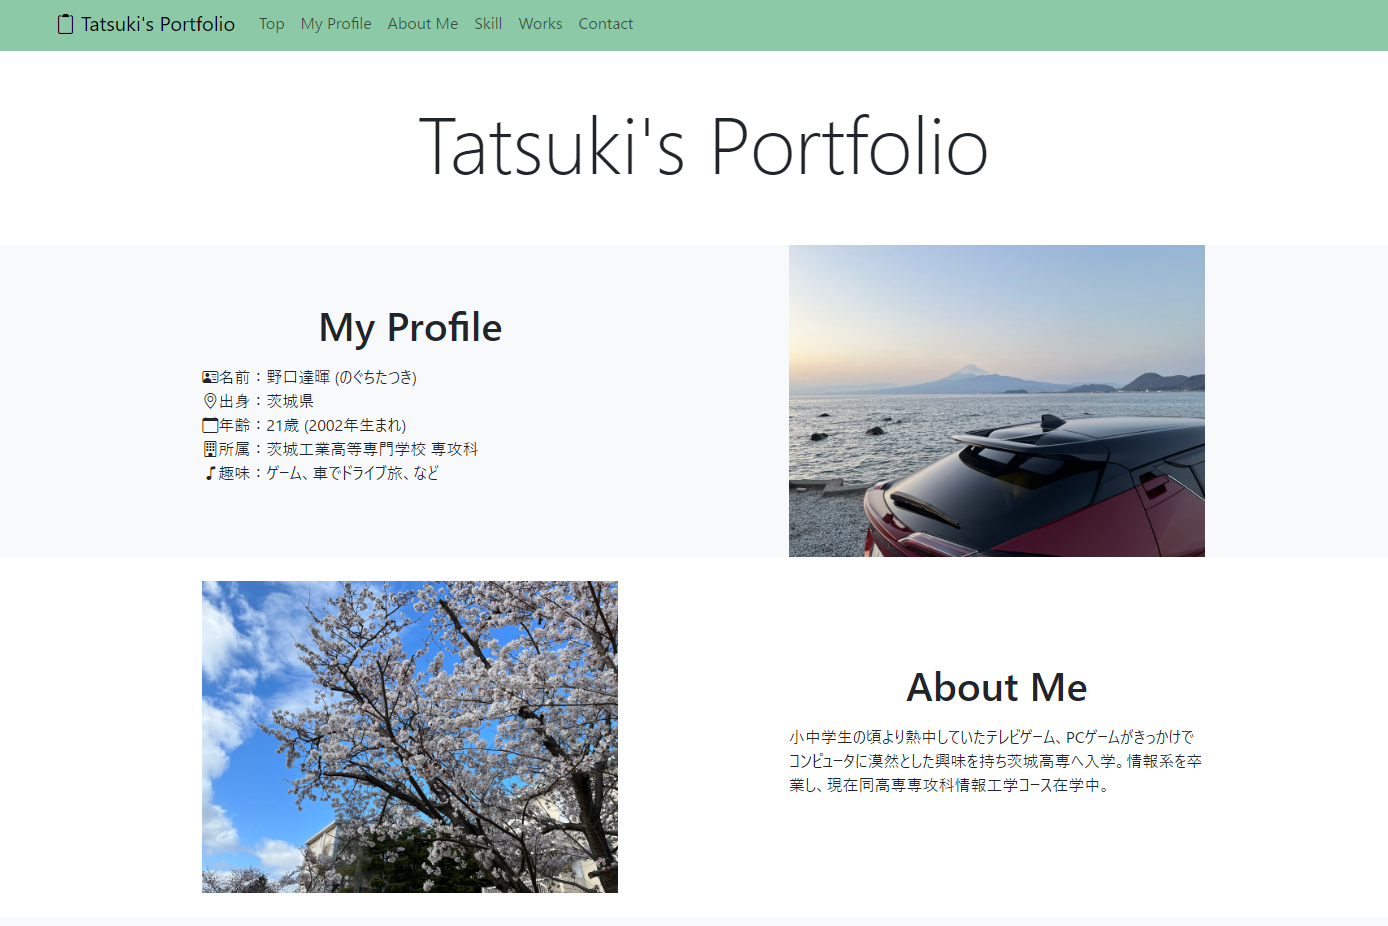 Tatsuki's Portfolio Top My Profile About Me Skill Works Contact
Tatsuki's Portfolio
My Profile
名前：野口達暉 (のぐちたつき)
出身：茨城県
年齢：21歳 (2002年生まれ)
所属：茨城工業高等専門学校 専攻科
趣味：ゲーム、車でドライブ旅、など
About Me
小中学生の頃より熱中していたテレビゲーム、PCゲームがきっかけで
コンピュータに漠然とした興味を持ち茨城高専へ入学。情報系を卒
業し、現在同高専専攻科情報工学コース在学中。